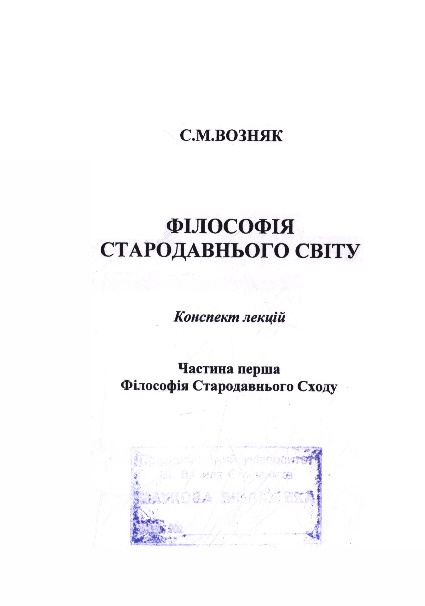 С.М.ВОЗНЯК
ФІЛОСОФІЯ
СТАРОДАВНЬОГО СВІТУ
Конспект лекцій
Частина перша
Філософія Стародавнього Сходу
НАУКОВА БІБЛІОТЕКА